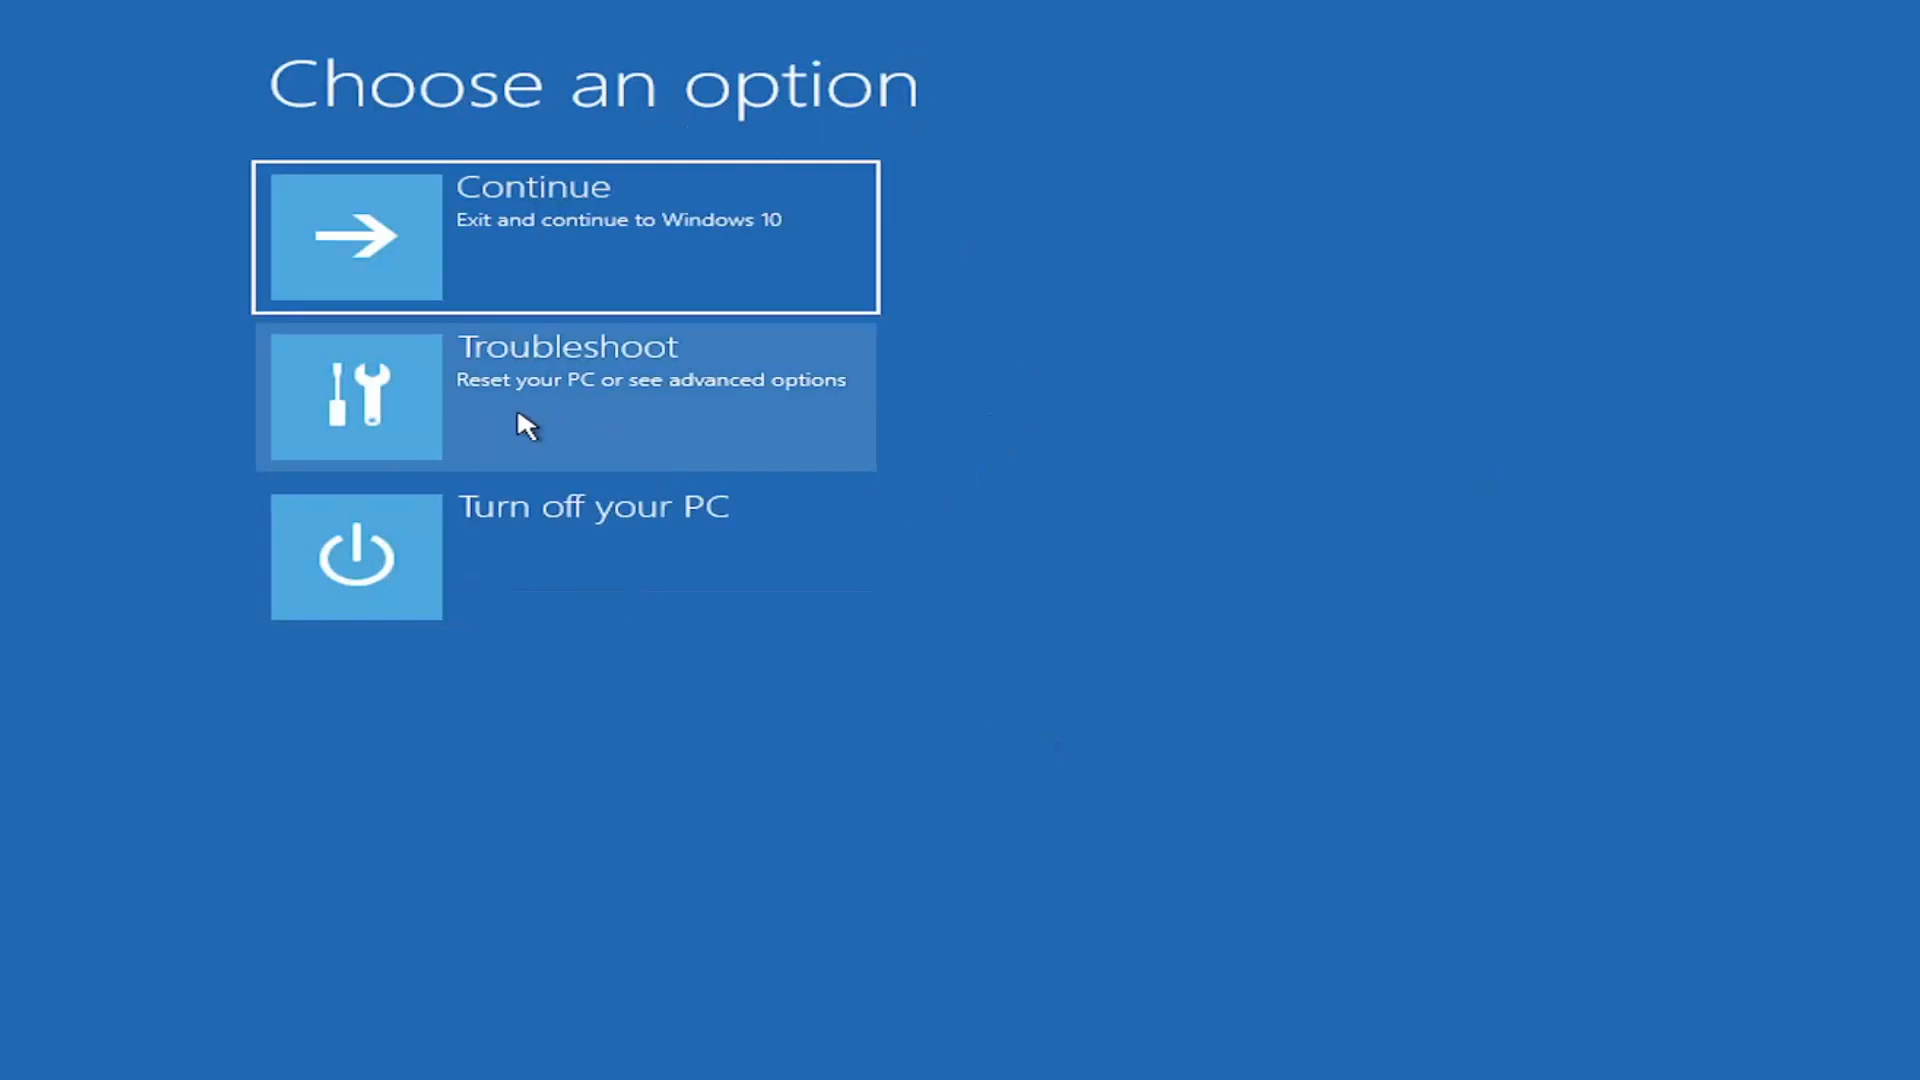 Choose an option
Continue
Exit and continue to Windows 10
Troubleshoot
Reset your PC or see advanced options
Turn off your PC